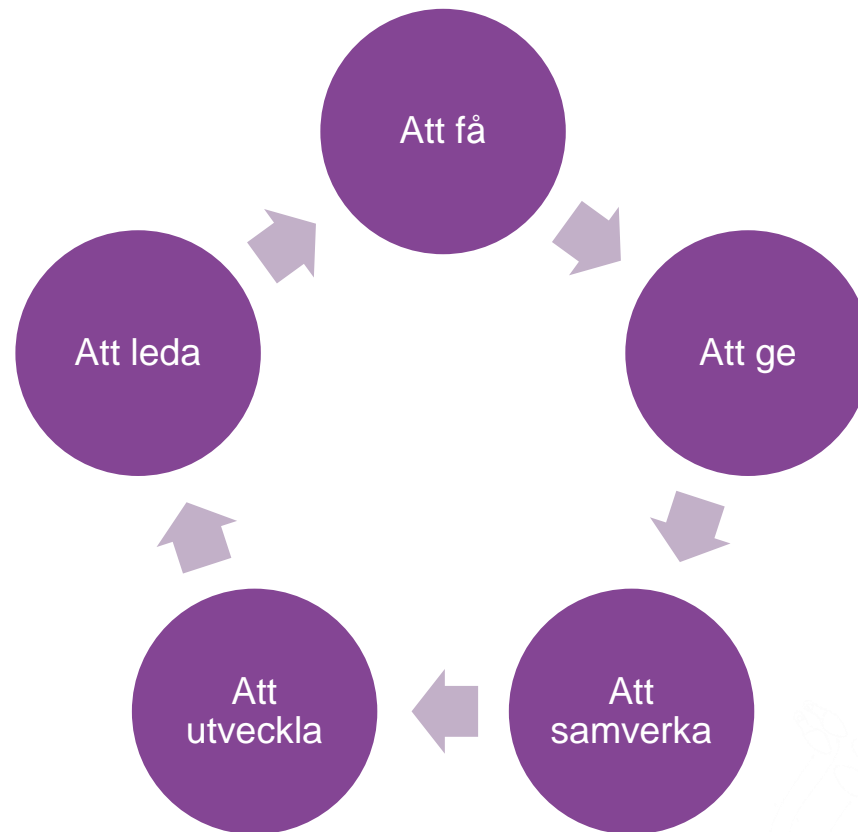 Att få
Att ge
Att
samverka
Att
utveckla
Att leda